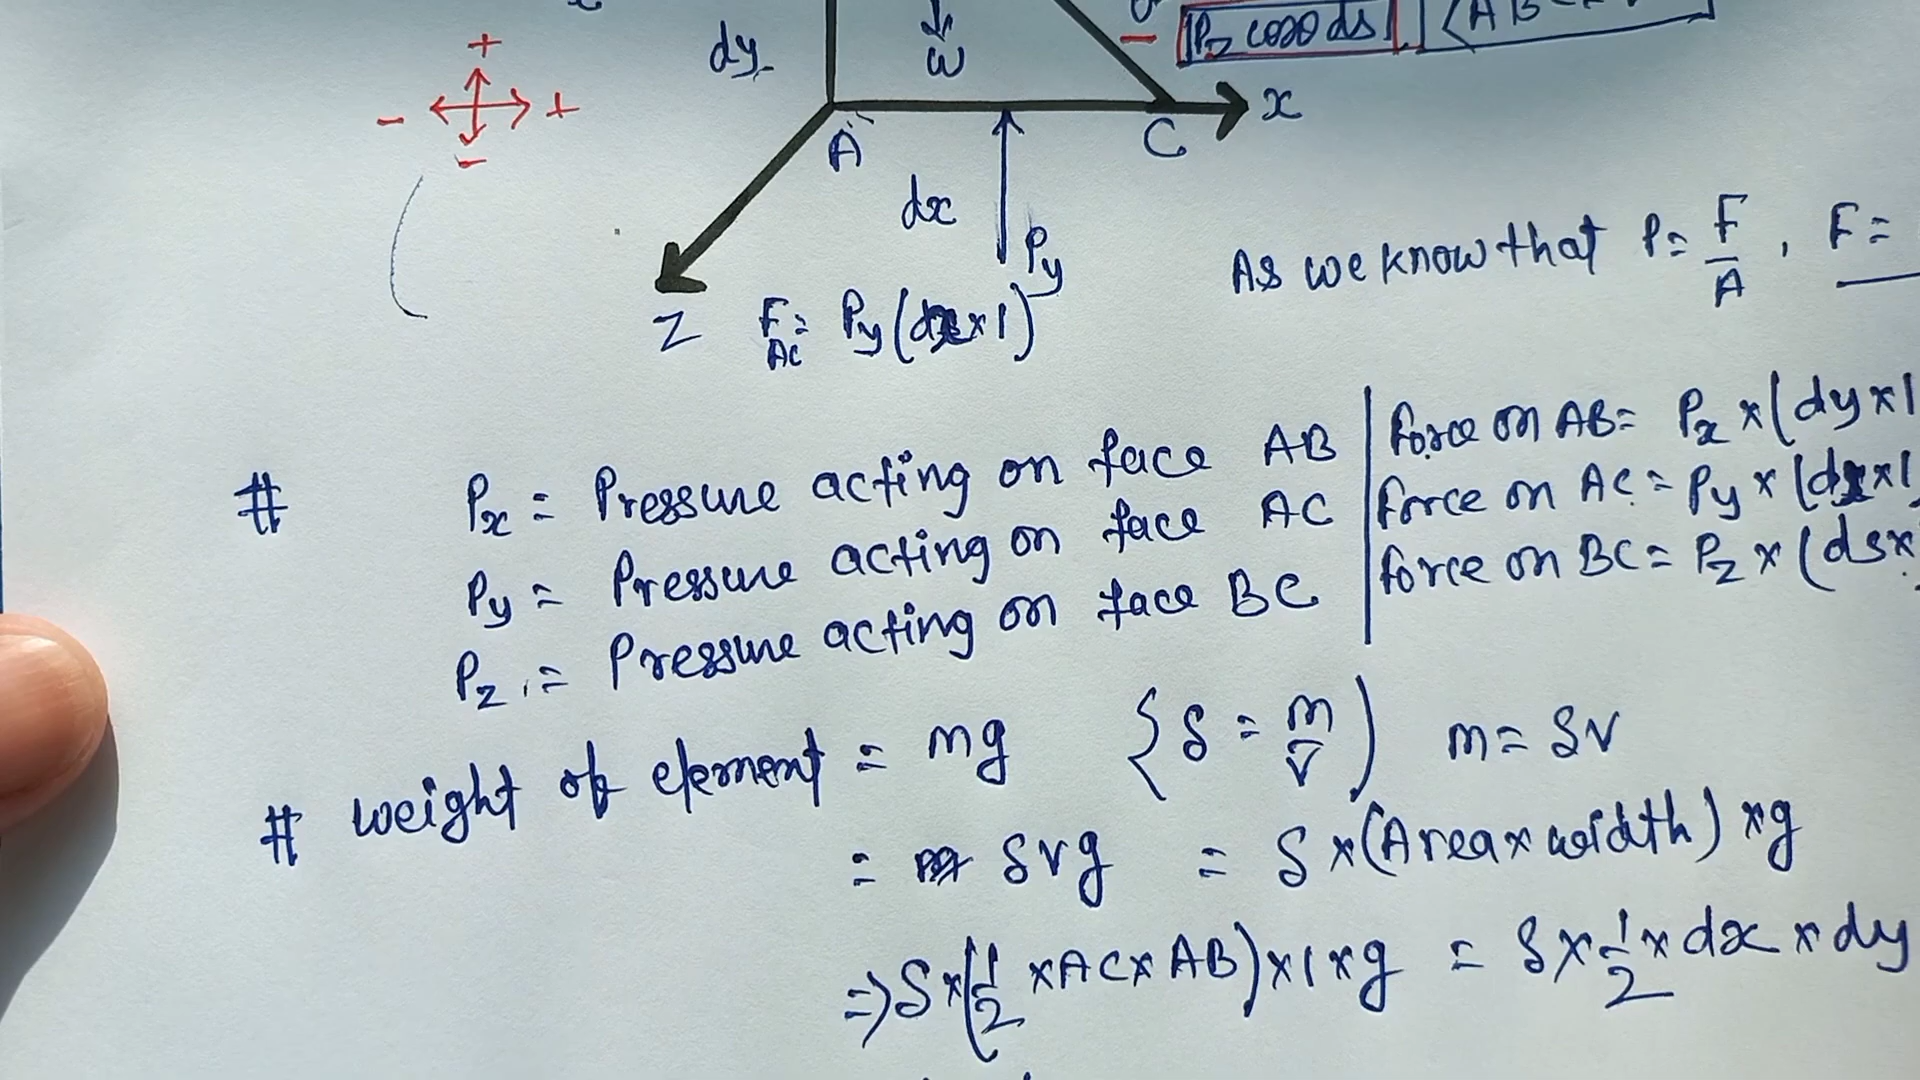 dy
w
Pz cosθ ds
+
- +
-
x
A C
dx
Py
Z
F AC = Py (dx×1)
As we know that P = F/A , F =
# Px = Pressure acting on face AB | Force on AB = Px × (dy×1
Py = Pressure acting on face AC | Force on AC = Py × (dx×1)
Pz = Pressure acting on face BC | Force on BC = Pz × (ds×
# weight of element = mg {S = m/V} m = SV
= SVg = S×(Area×width)×g
=> S×(1/2 ×AC×AB)×1×g = S×1/2×dx×dy